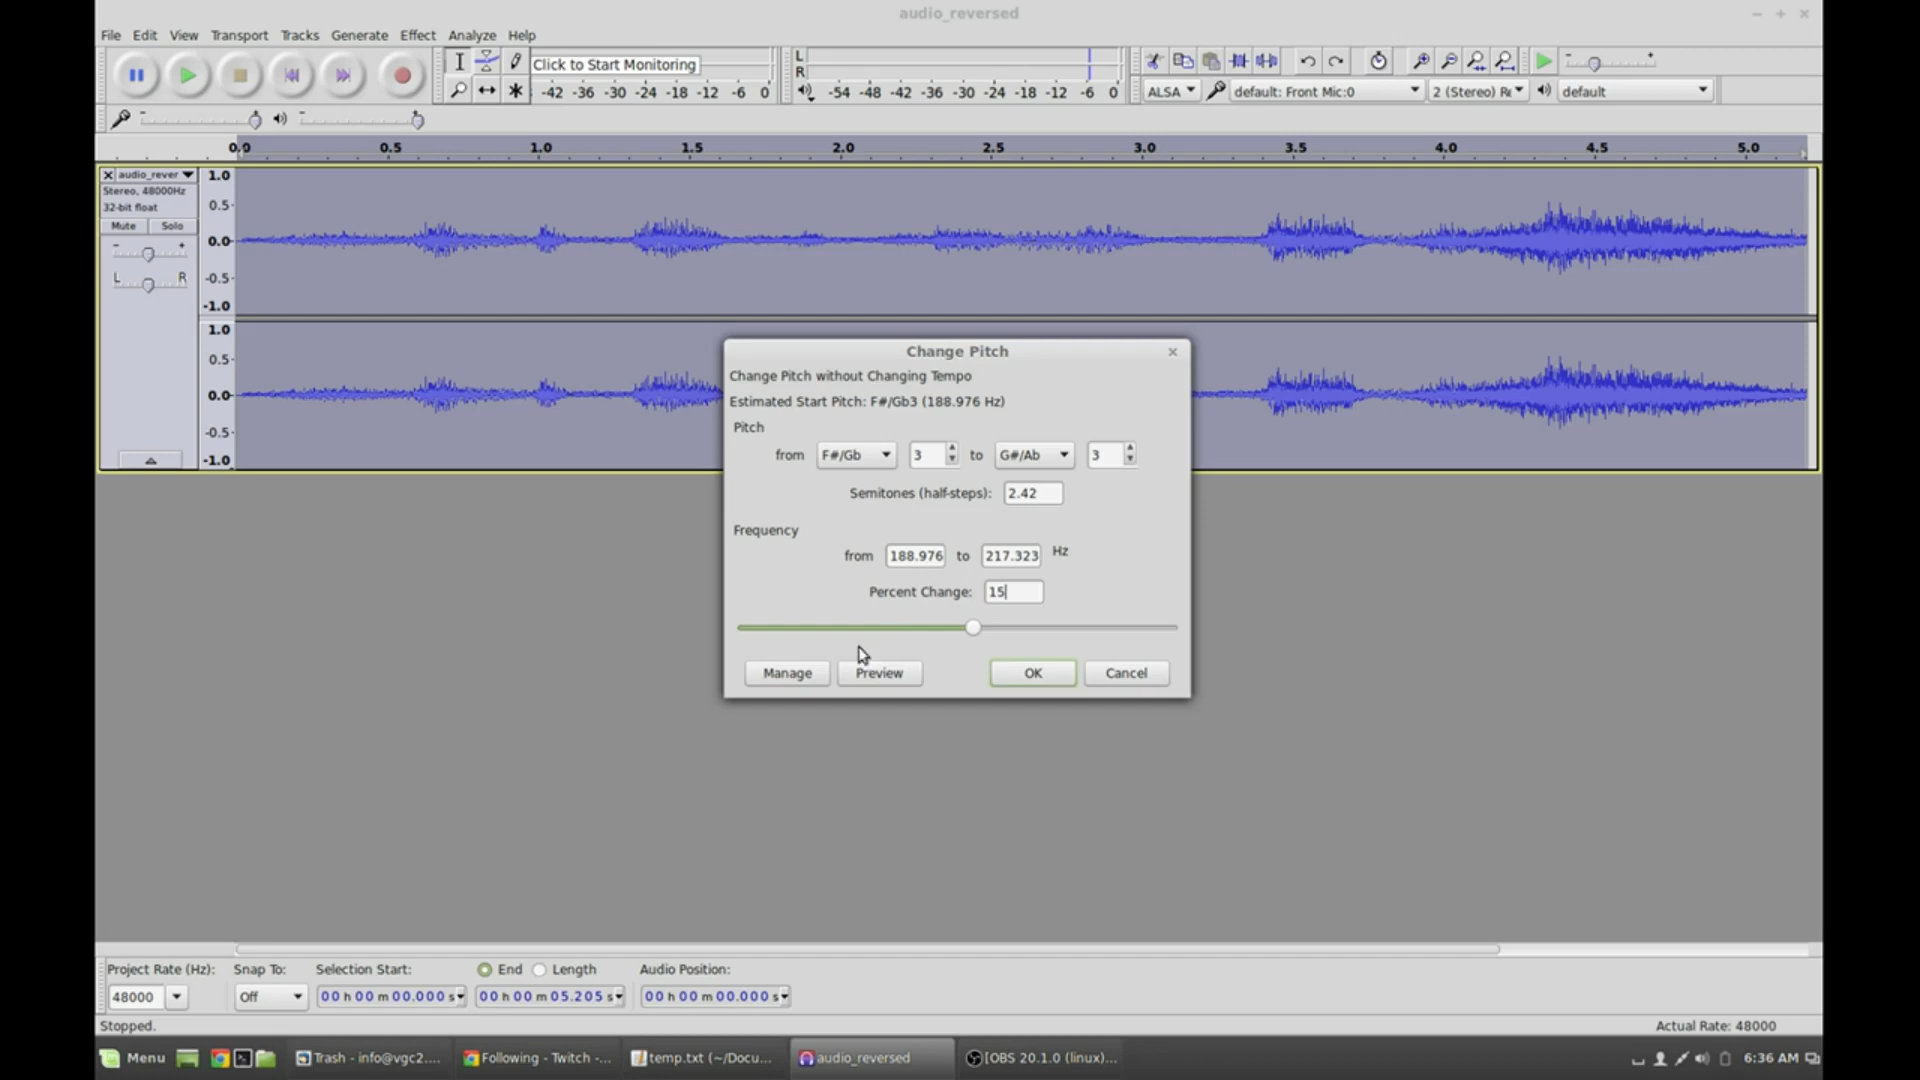 audio_reversed
File Edit View Transport Tracks Generate Effect Analyze Help
Click to Start Monitoring
-42 -36 -30 -24 -18 -12 -6 0
L
R
-54 -48 -42 -36 -30 -24 -18 -12 -6 0
ALSA default: Front Mic:0 2 (Stereo) Re default
0.0 0.5 1.0 1.5 2.0 2.5 3.0 3.5 4.0 4.5 5.0
audio_rever
Stereo, 48000Hz
32-bit float
Mute Solo
- +
L R
1.0
0.5
0.0
-0.5
-1.0
1.0
0.5
0.0
-0.5
-1.0
Change Pitch
Change Pitch without Changing Tempo
Estimated Start Pitch: F#/Gb3 (188.976 Hz)
Pitch
from F#/Gb 3 to G#/Ab 3
Semitones (half-steps): 2.42
Frequency
from 188.976 to 217.323 Hz
Percent Change: 15
Manage Preview OK Cancel
Project Rate (Hz): Snap To: Selection Start: End Length Audio Position:
48000 Off 00 h 00 m 00.000 s 00 h 00 m 05.205 s 00 h 00 m 00.000 s
Stopped. Actual Rate: 48000
Menu Trash - info@vgc2.... Following - Twitch -... temp.txt (~/Docu... audio_reversed [OBS 20.1.0 (linux)... 6:36 AM